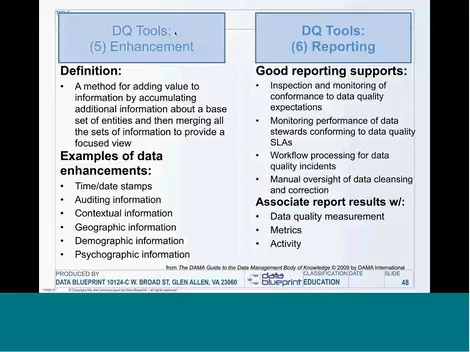 DQ Tools:
(5) Enhancement
Definition:
• A method for adding value to
information by accumulating
additional information about a base
set of entities and then merging all
the sets of information to provide a
focused view
Examples of data
enhancements:
• Time/date stamps
• Auditing information
• Contextual information
• Geographic information
• Demographic information
• Psychographic information
DQ Tools:
(6) Reporting
Good reporting supports:
• Inspection and monitoring of
conformance to data quality
expectations
• Monitoring performance of data
stewards conforming to data quality
SLAs
• Workflow processing for data
quality incidents
• Manual oversight of data cleansing
and correction
Associate report results w/:
• Data quality measurement
• Metrics
• Activity
from The DAMA Guide to the Data Management Body of Knowledge © 2009 by DAMA International
PRODUCED BY
DATA BLUEPRINT 10124-C W. BROAD ST, GLEN ALLEN, VA 23060
data
blueprint
CLASSIFICATION
EDUCATION
DATE
SLIDE
48